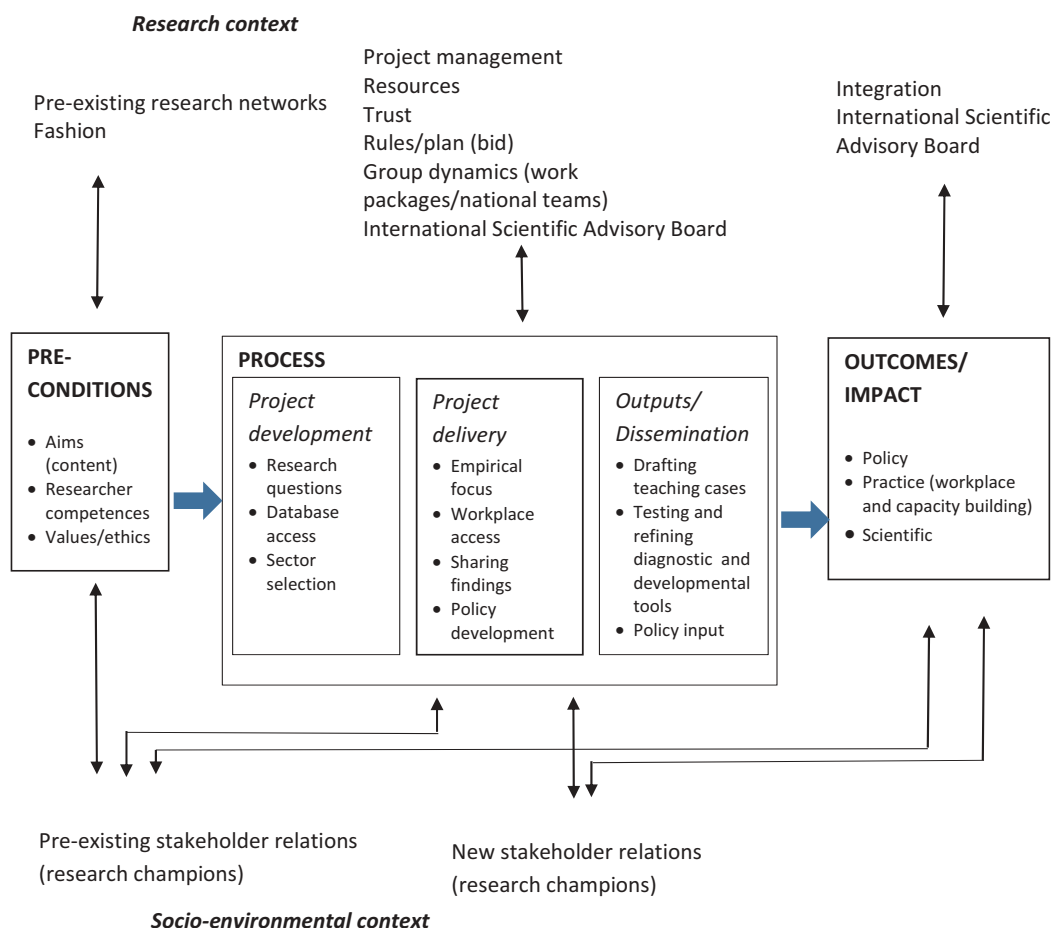 Research context
Pre-existing research networks
Fashion
Project management
Resources
Trust
Rules/plan (bid)
Group dynamics (work
packages/national teams)
International Scientific Advisory Board
Integration
International Scientific
Advisory Board
PRE-
CONDITIONS
• Aims
(content)
• Researcher
competences
• Values/ethics
PROCESS
Project
development
• Research
questions
• Database
access
• Sector
selection
Project
delivery
• Empirical
focus
• Workplace
access
• Sharing
findings
• Policy
development
Outputs/
Dissemination
• Drafting
teaching cases
• Testing and
refining
diagnostic and
developmental
tools
• Policy input
OUTCOMES/
IMPACT
• Policy
• Practice (workplace
and capacity building)
• Scientific
Pre-existing stakeholder relations
(research champions)
New stakeholder relations
(research champions)
Socio-environmental context